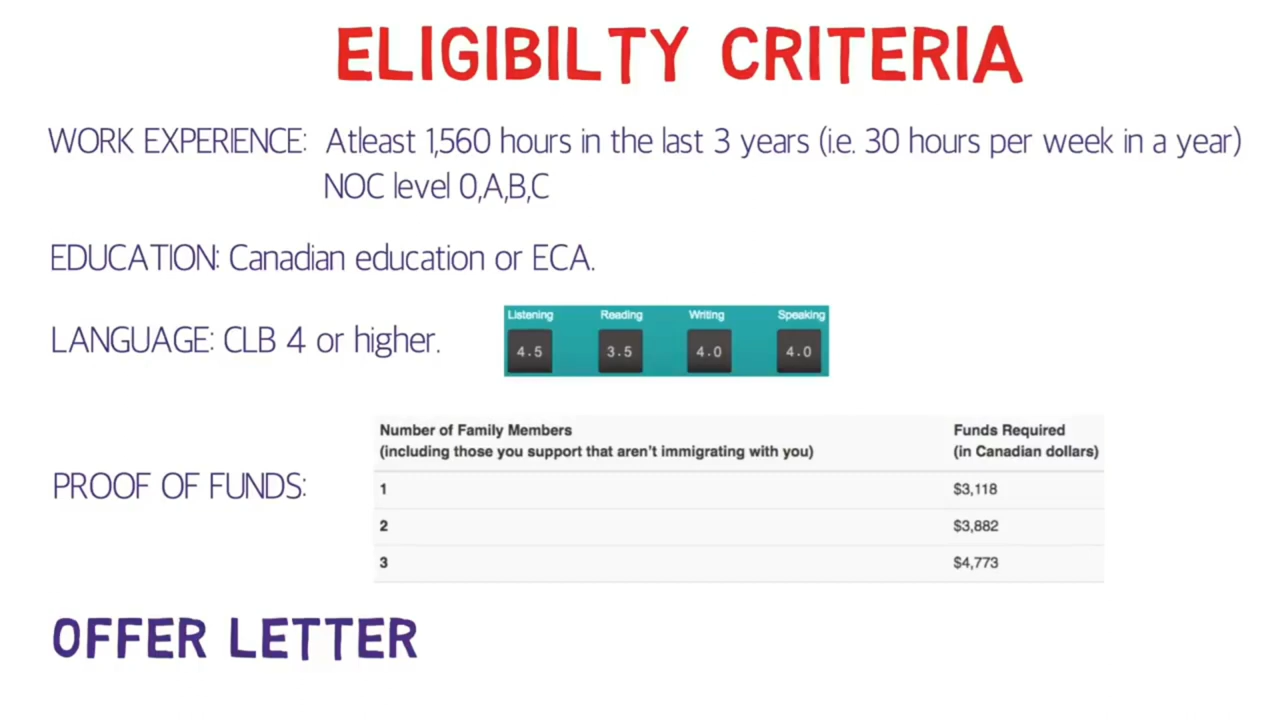 ELIGIBILTY CRITERIA
WORK EXPERIENCE: Atleast 1,560 hours in the last 3 years (i.e. 30 hours per week in a year)
NOC level 0,A,B,C
EDUCATION: Canadian education or ECA.
LANGUAGE: CLB 4 or higher.
Listening Reading Writing Speaking
4.5 3.5 4.0 4.0
PROOF OF FUNDS:
Number of Family Members Funds Required
(including those you support that aren't immigrating with you) (in Canadian dollars)
1 $3,118
2 $3,882
3 $4,773
OFFER LETTER